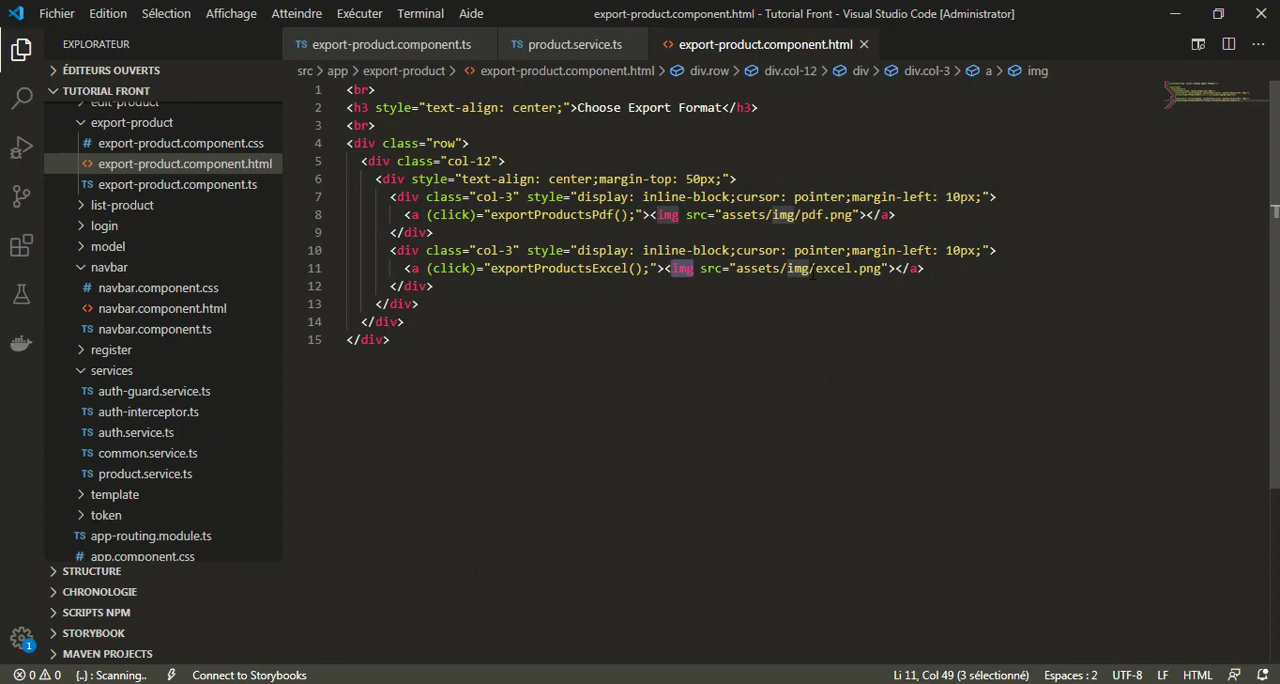 Fichier Edition Sélection Affichage Atteindre Exécuter Terminal Aide export-product.component.html - Tutorial Front - Visual Studio Code [Administrator]
EXPLORATEUR
export-product.component.ts product.service.ts export-product.component.html
ÉDITEURS OUVERTS
src > app > export-product > export-product.component.html > div.row > div.col-12 > div > div.col-3 > a > img
TUTORIAL FRONT
edit-product
export-product
export-product.component.css
export-product.component.html
export-product.component.ts
list-product
login
model
navbar
navbar.component.css
navbar.component.html
navbar.component.ts
register
services
auth-guard.service.ts
auth-interceptor.ts
auth.service.ts
common.service.ts
product.service.ts
template
token
app-routing.module.ts
app.component.css
STRUCTURE
CHRONOLOGIE
SCRIPTS NPM
STORYBOOK
MAVEN PROJECTS
1 <br>
2 <h3 style="text-align: center;">Choose Export Format</h3>
3 <br>
4 <div class="row">
5 <div class="col-12">
6 <div style="text-align: center;margin-top: 50px;">
7 <div class="col-3" style="display: inline-block;cursor: pointer;margin-left: 10px;">
8 <a (click)="exportProductsPdf();"><img src="assets/img/pdf.png"></a>
9 </div>
10 <div class="col-3" style="display: inline-block;cursor: pointer;margin-left: 10px;">
11 <a (click)="exportProductsExcel();"><img src="assets/img/excel.png"></a>
12 </div>
13 </div>
14 </div>
15 </div>
1
0 0 {..} : Scanning.. Connect to Storybooks Li 11, Col 49 (3 sélectionné) Espaces : 2 UTF-8 LF HTML